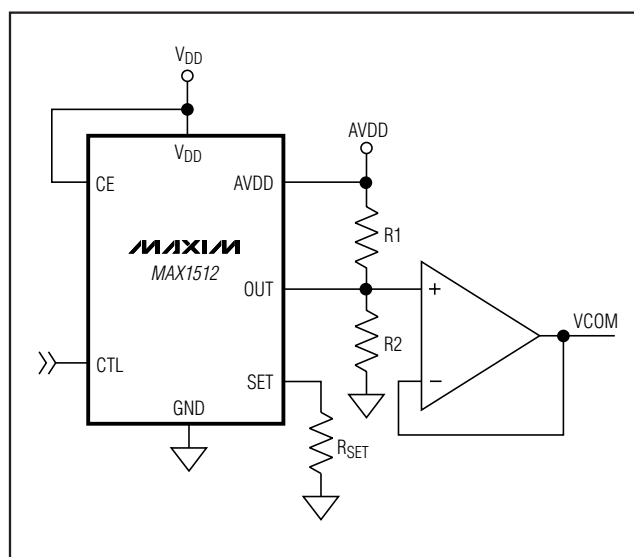 VDD
VDD
AVDD
CE
AVDD
R1
MAXIM
MAX1512
OUT
+
VCOM
R2
−
CTL
SET
GND
RSET